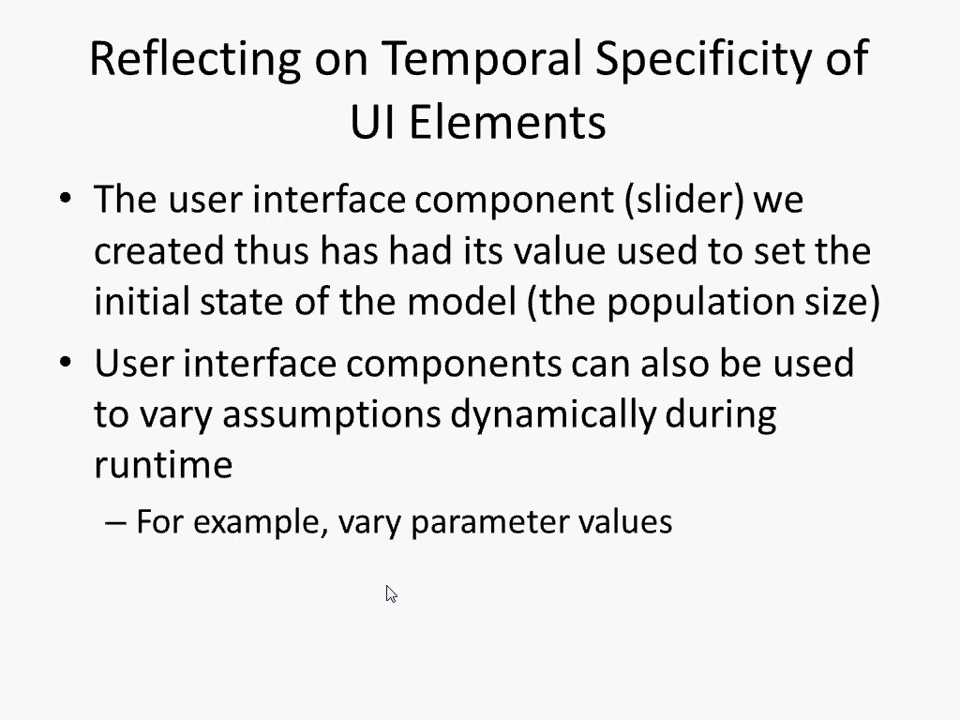 Reflecting on Temporal Specificity of
UI Elements
• The user interface component (slider) we
created thus has had its value used to set the
initial state of the model (the population size)
• User interface components can also be used
to vary assumptions dynamically during
runtime
– For example, vary parameter values